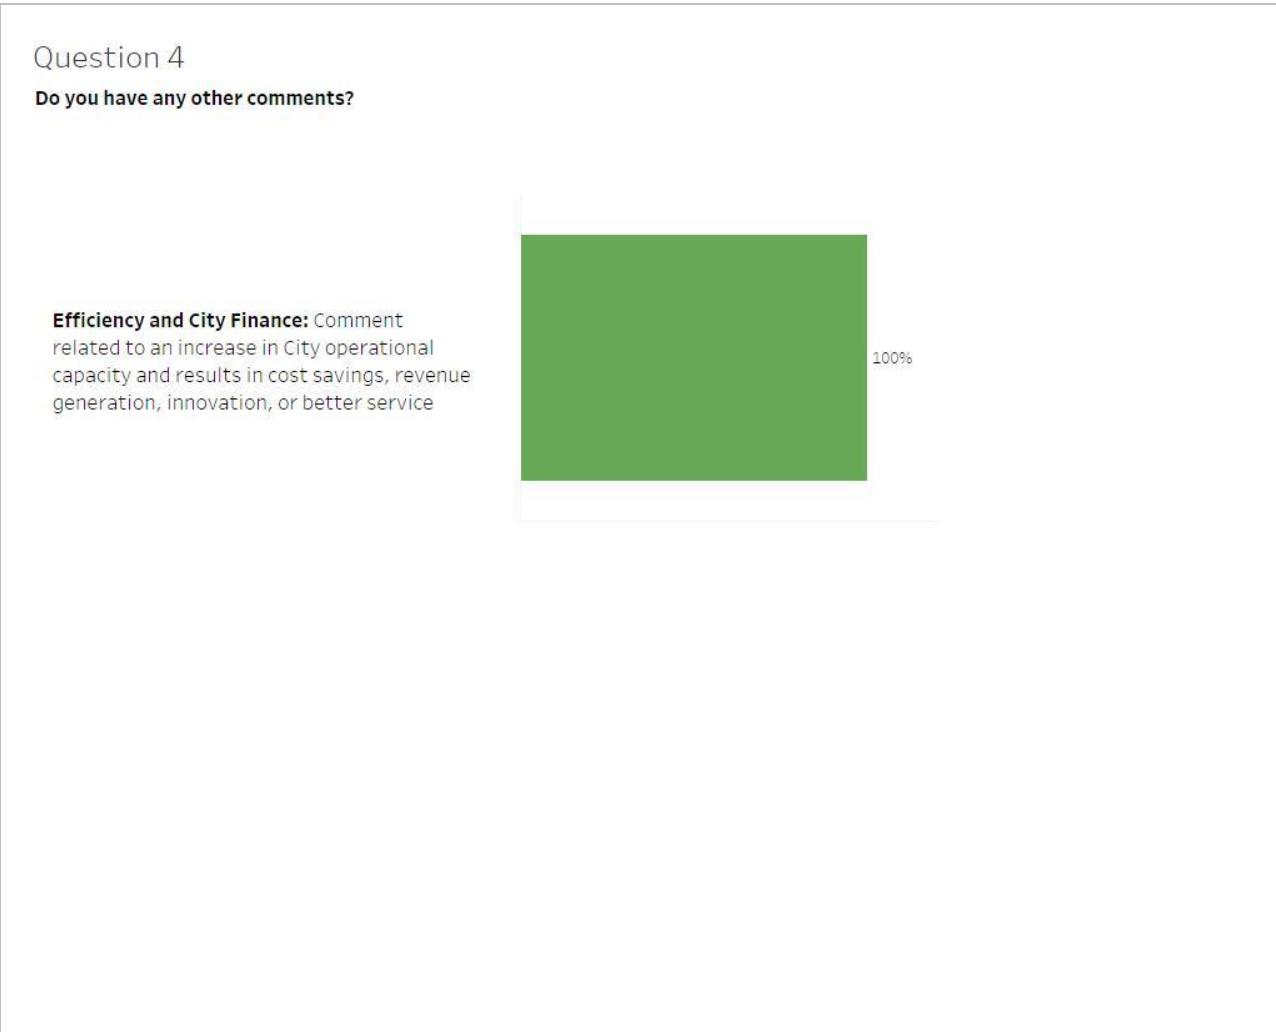 Question 4
Do you have any other comments?
Efficiency and City Finance: Comment
related to an increase in City operational
capacity and results in cost savings, revenue
generation, innovation, or better service
100%